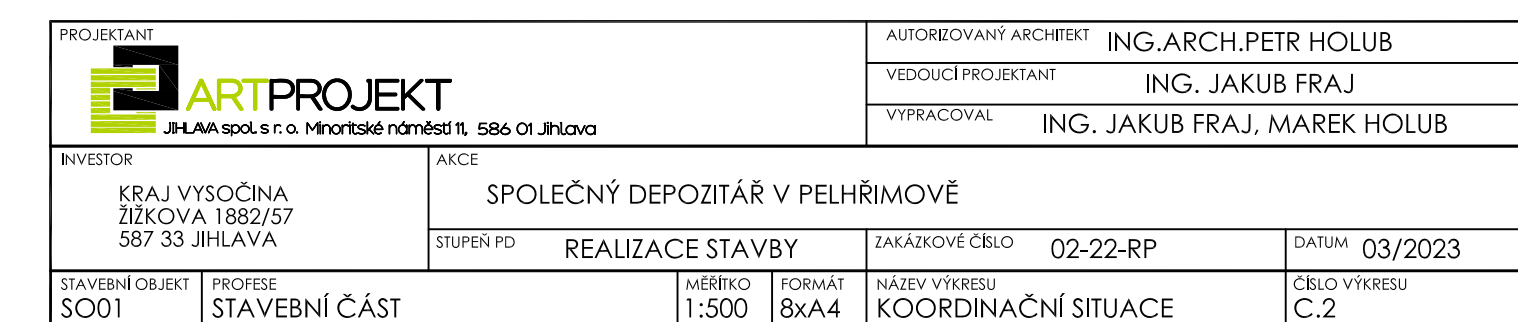 PROJEKTANT
ARTPROJEKT
JIHLAVA spol. s r. o. Minoritské náměstí 11, 586 01 Jihlava
AUTORIZOVANÝ ARCHITEKT ING.ARCH.PETR HOLUB
VEDOUCÍ PROJEKTANT ING. JAKUB FRAJ
VYPRACOVAL ING. JAKUB FRAJ, MAREK HOLUB
INVESTOR
KRAJ VYSOČINA
ŽIŽKOVA 1882/57
587 33 JIHLAVA
AKCE
SPOLEČNÝ DEPOZITÁŘ V PELHŘIMOVĚ
STUPEŇ PD REALIZACE STAVBY
ZAKÁZKOVÉ ČÍSLO 02-22-RP
DATUM 03/2023
STAVEBNÍ OBJEKT
SO01
PROFESE
STAVEBNÍ ČÁST
MĚŘÍTKO
1:500
FORMÁT
8xA4
NÁZEV VÝKRESU
KOORDINAČNÍ SITUACE
ČÍSLO VÝKRESU
C.2